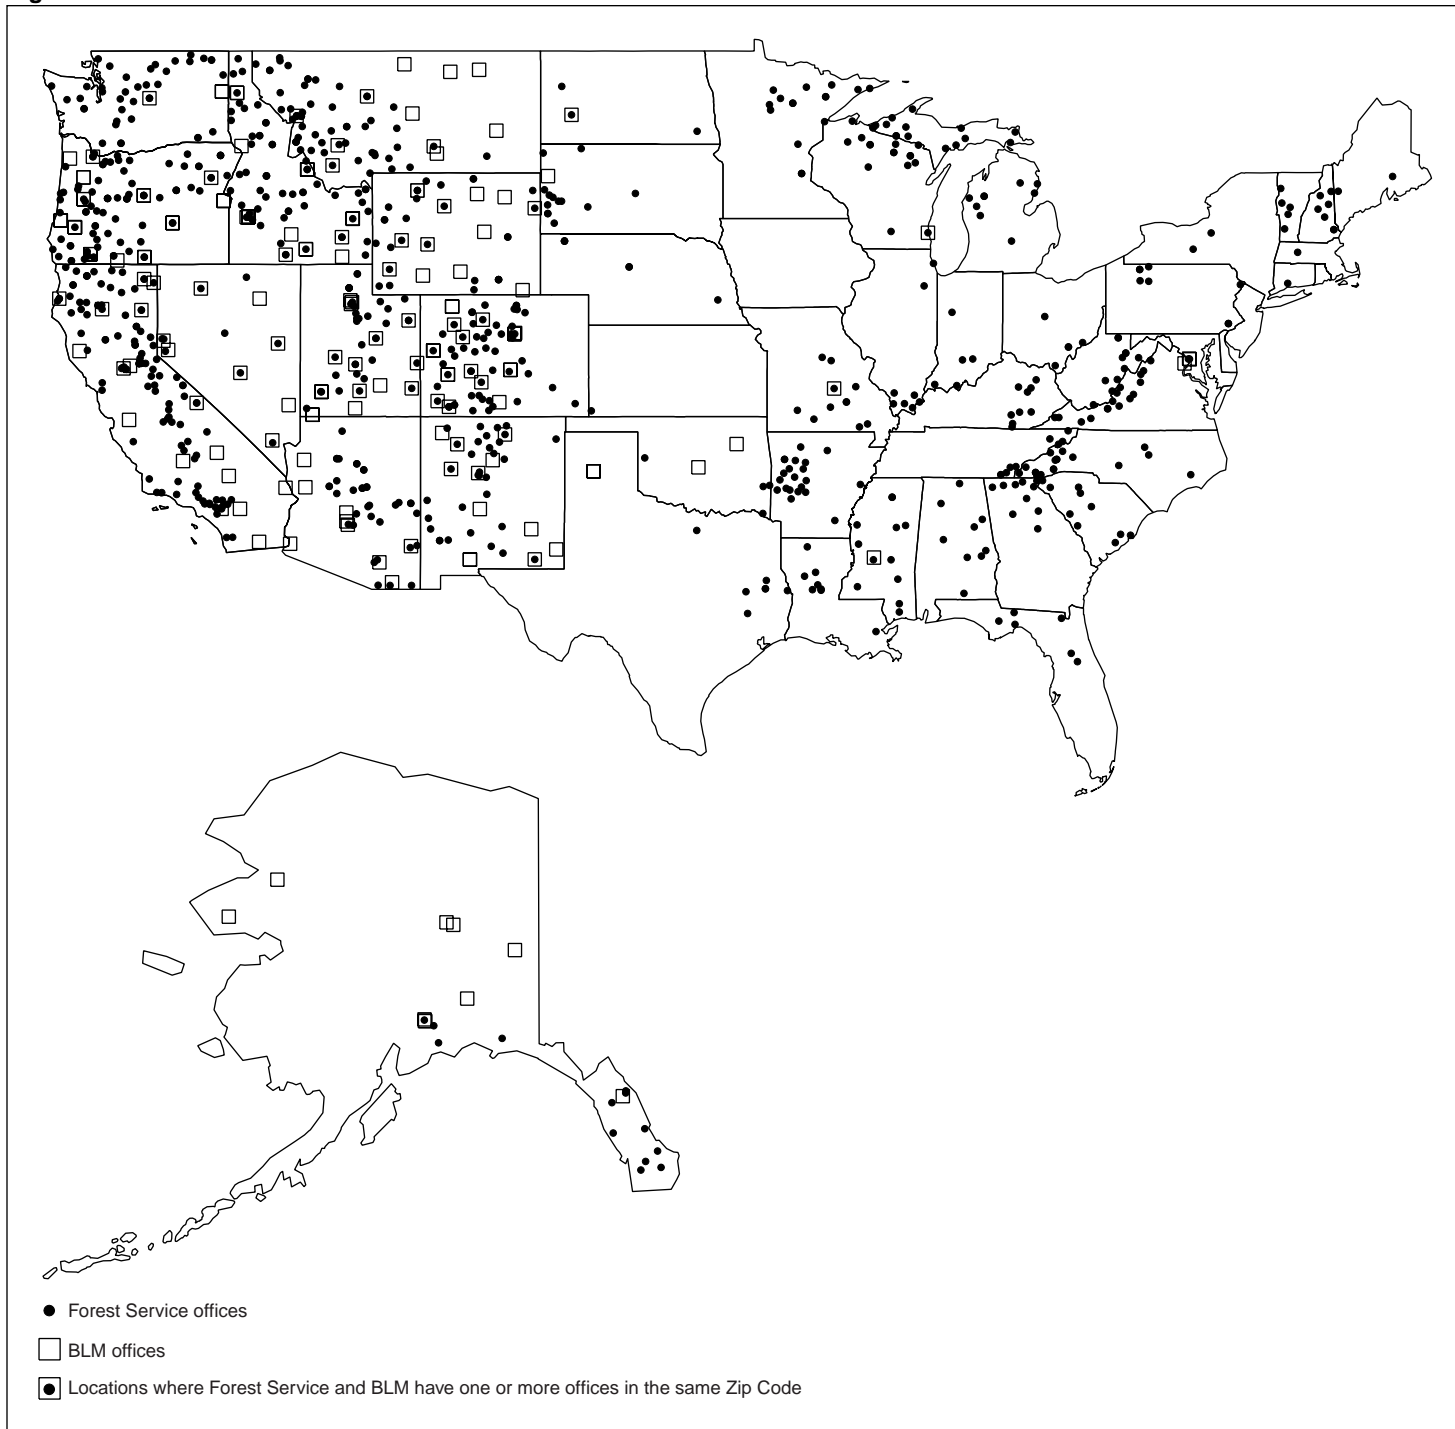 Forest Service offices
BLM offices
Locations where Forest Service and BLM have one or more offices in the same Zip Code